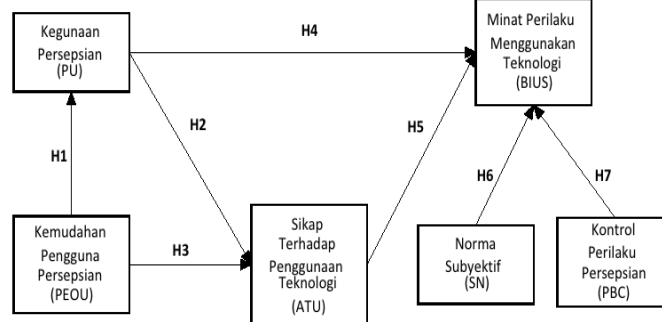 Kegunaan
Persepsian
(PU)
H4
Minat Perilaku
Menggunakan
Teknologi
(BIUS)
H2
H5
H1
H6
H7
Kemudahan
Pengguna
Persepsian
(PEOU)
H3
Sikap
Terhadap
Penggunaan
Teknologi
(ATU)
Norma
Subyektif
(SN)
Kontrol
Perilaku
Persepsian
(PBC)